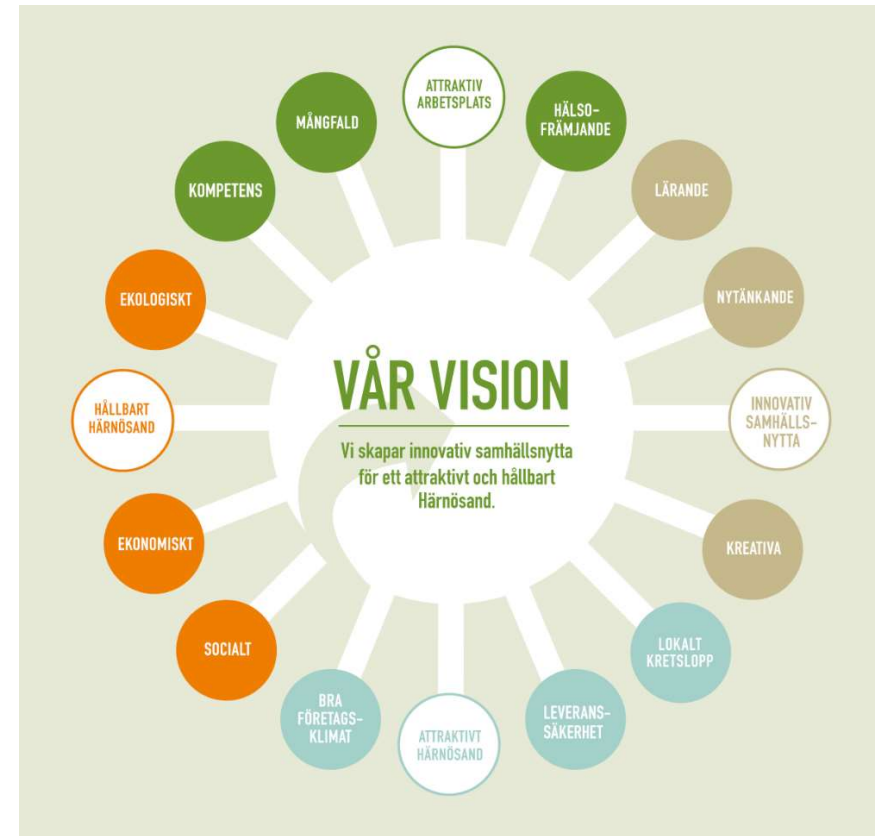 ATTRAKTIV
ARBETSPLATS
HÄLSO-
FRÄMJANDE
LÄRANDE
NYTÄNKANDE
INNOVATIV
SAMHÄLLS-
NYTTA
KREATIVA
LOKALT
KRETSLOPP
LEVERANS-
SÄKERHET
ATTRAKTIVT
HÄRNÖSAND
BRA
FÖRETAGS-
KLIMAT
SOCIALT
EKONOMISKT
HÅLLBART
HÄRNÖSAND
EKOLOGISKT
KOMPETENS
MÅNGFALD
VÅR VISION
Vi skapar innovativ samhällsnytta
för ett attraktivt och hållbart
Härnösand.